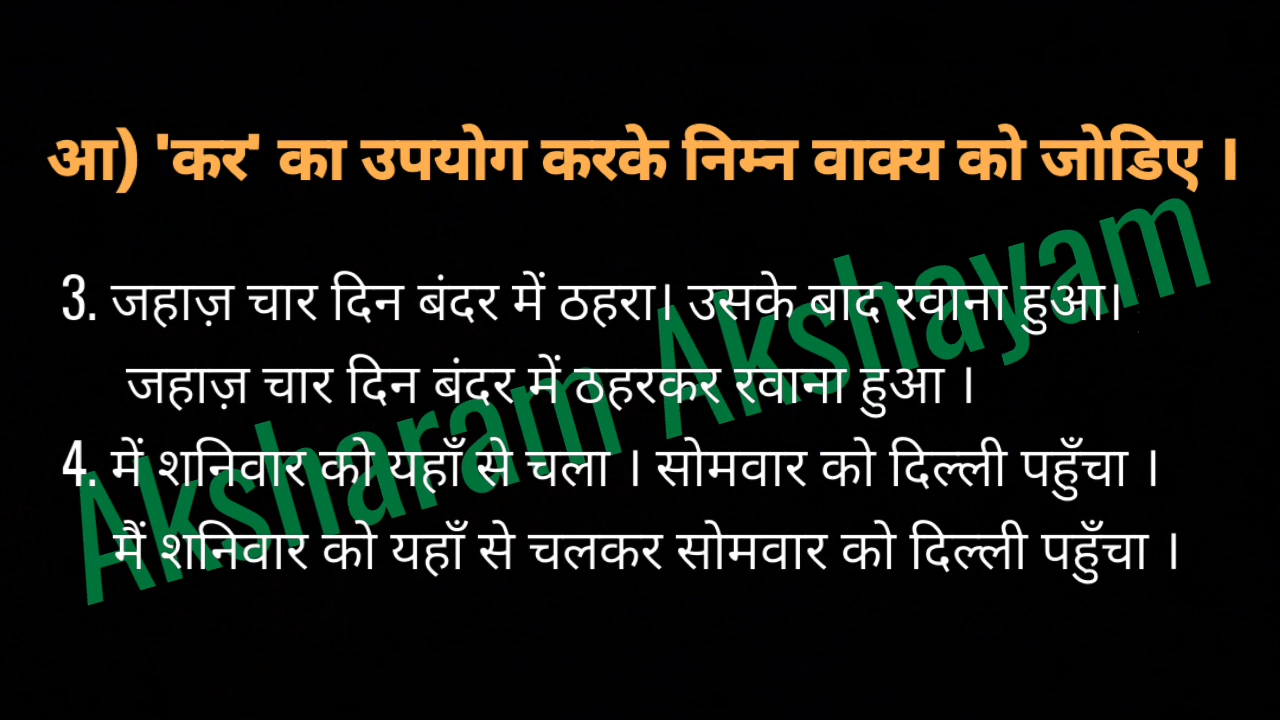 आ) 'कर' का उपयोग करके निम्न वाक्य को जोडिए ।
3. जहाज़ चार दिन बंदर में ठहरा। उसके बाद रवाना हुआ।
जहाज़ चार दिन बंदर में ठहरकर रवाना हुआ ।
4. में शनिवार को यहाँ से चला । सोमवार को दिल्ली पहुँचा ।
मैं शनिवार को यहाँ से चलकर सोमवार को दिल्ली पहुँचा ।
Aksharam Akshayam